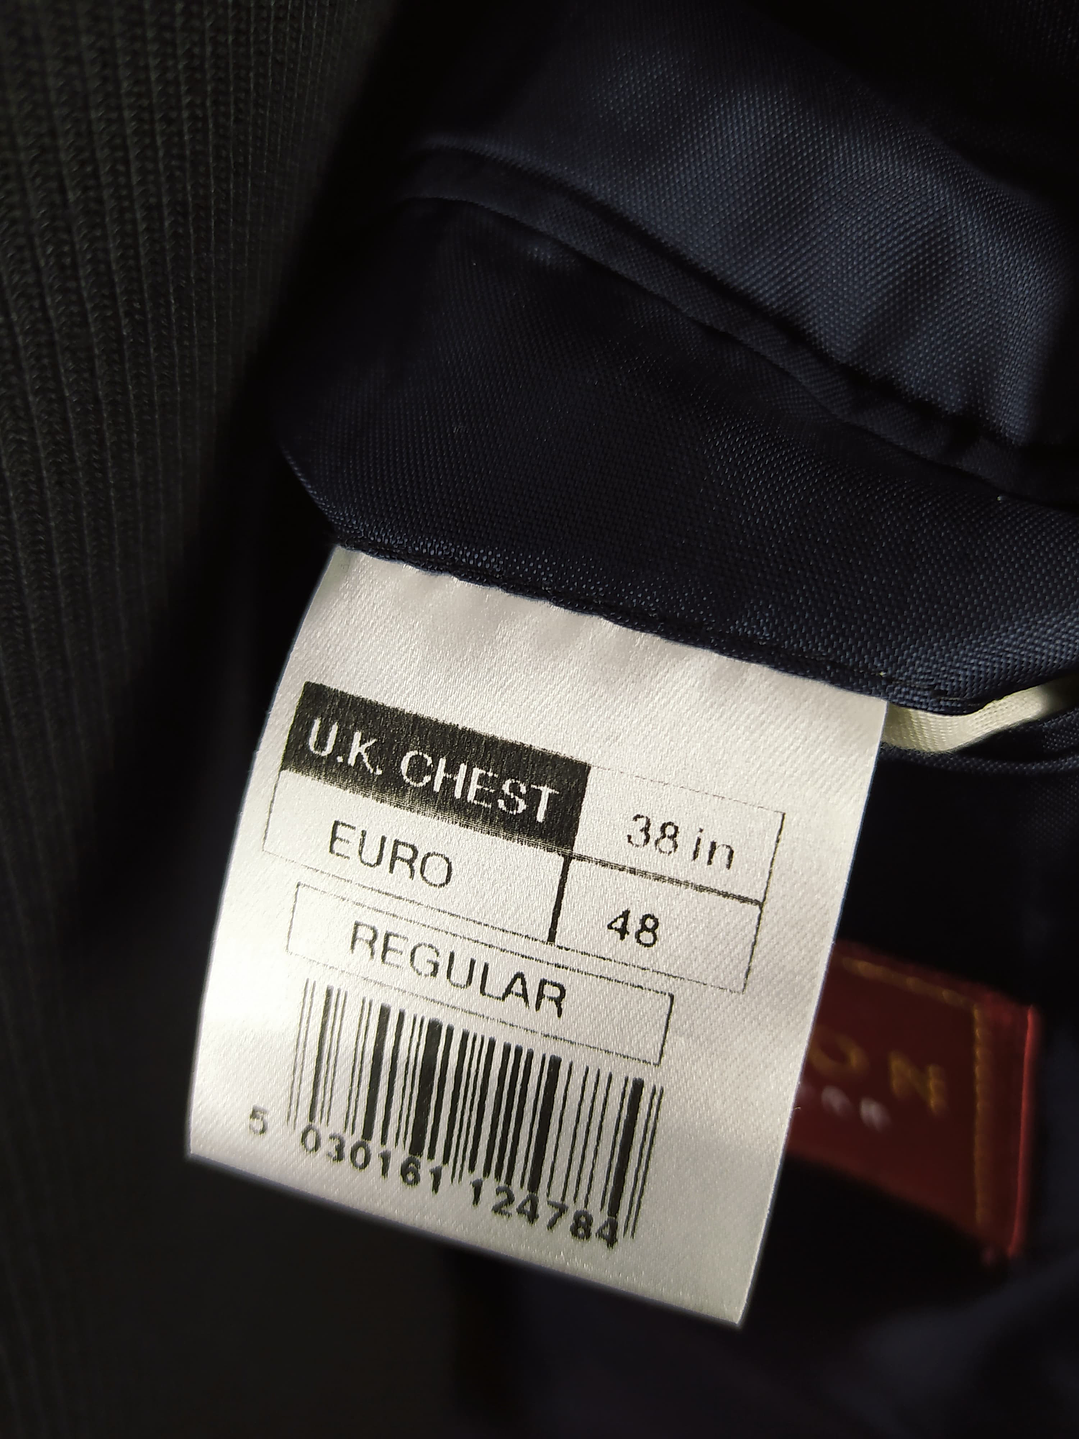 U.K. CHEST 38 in
EURO 48
REGULAR
5 030161 124784